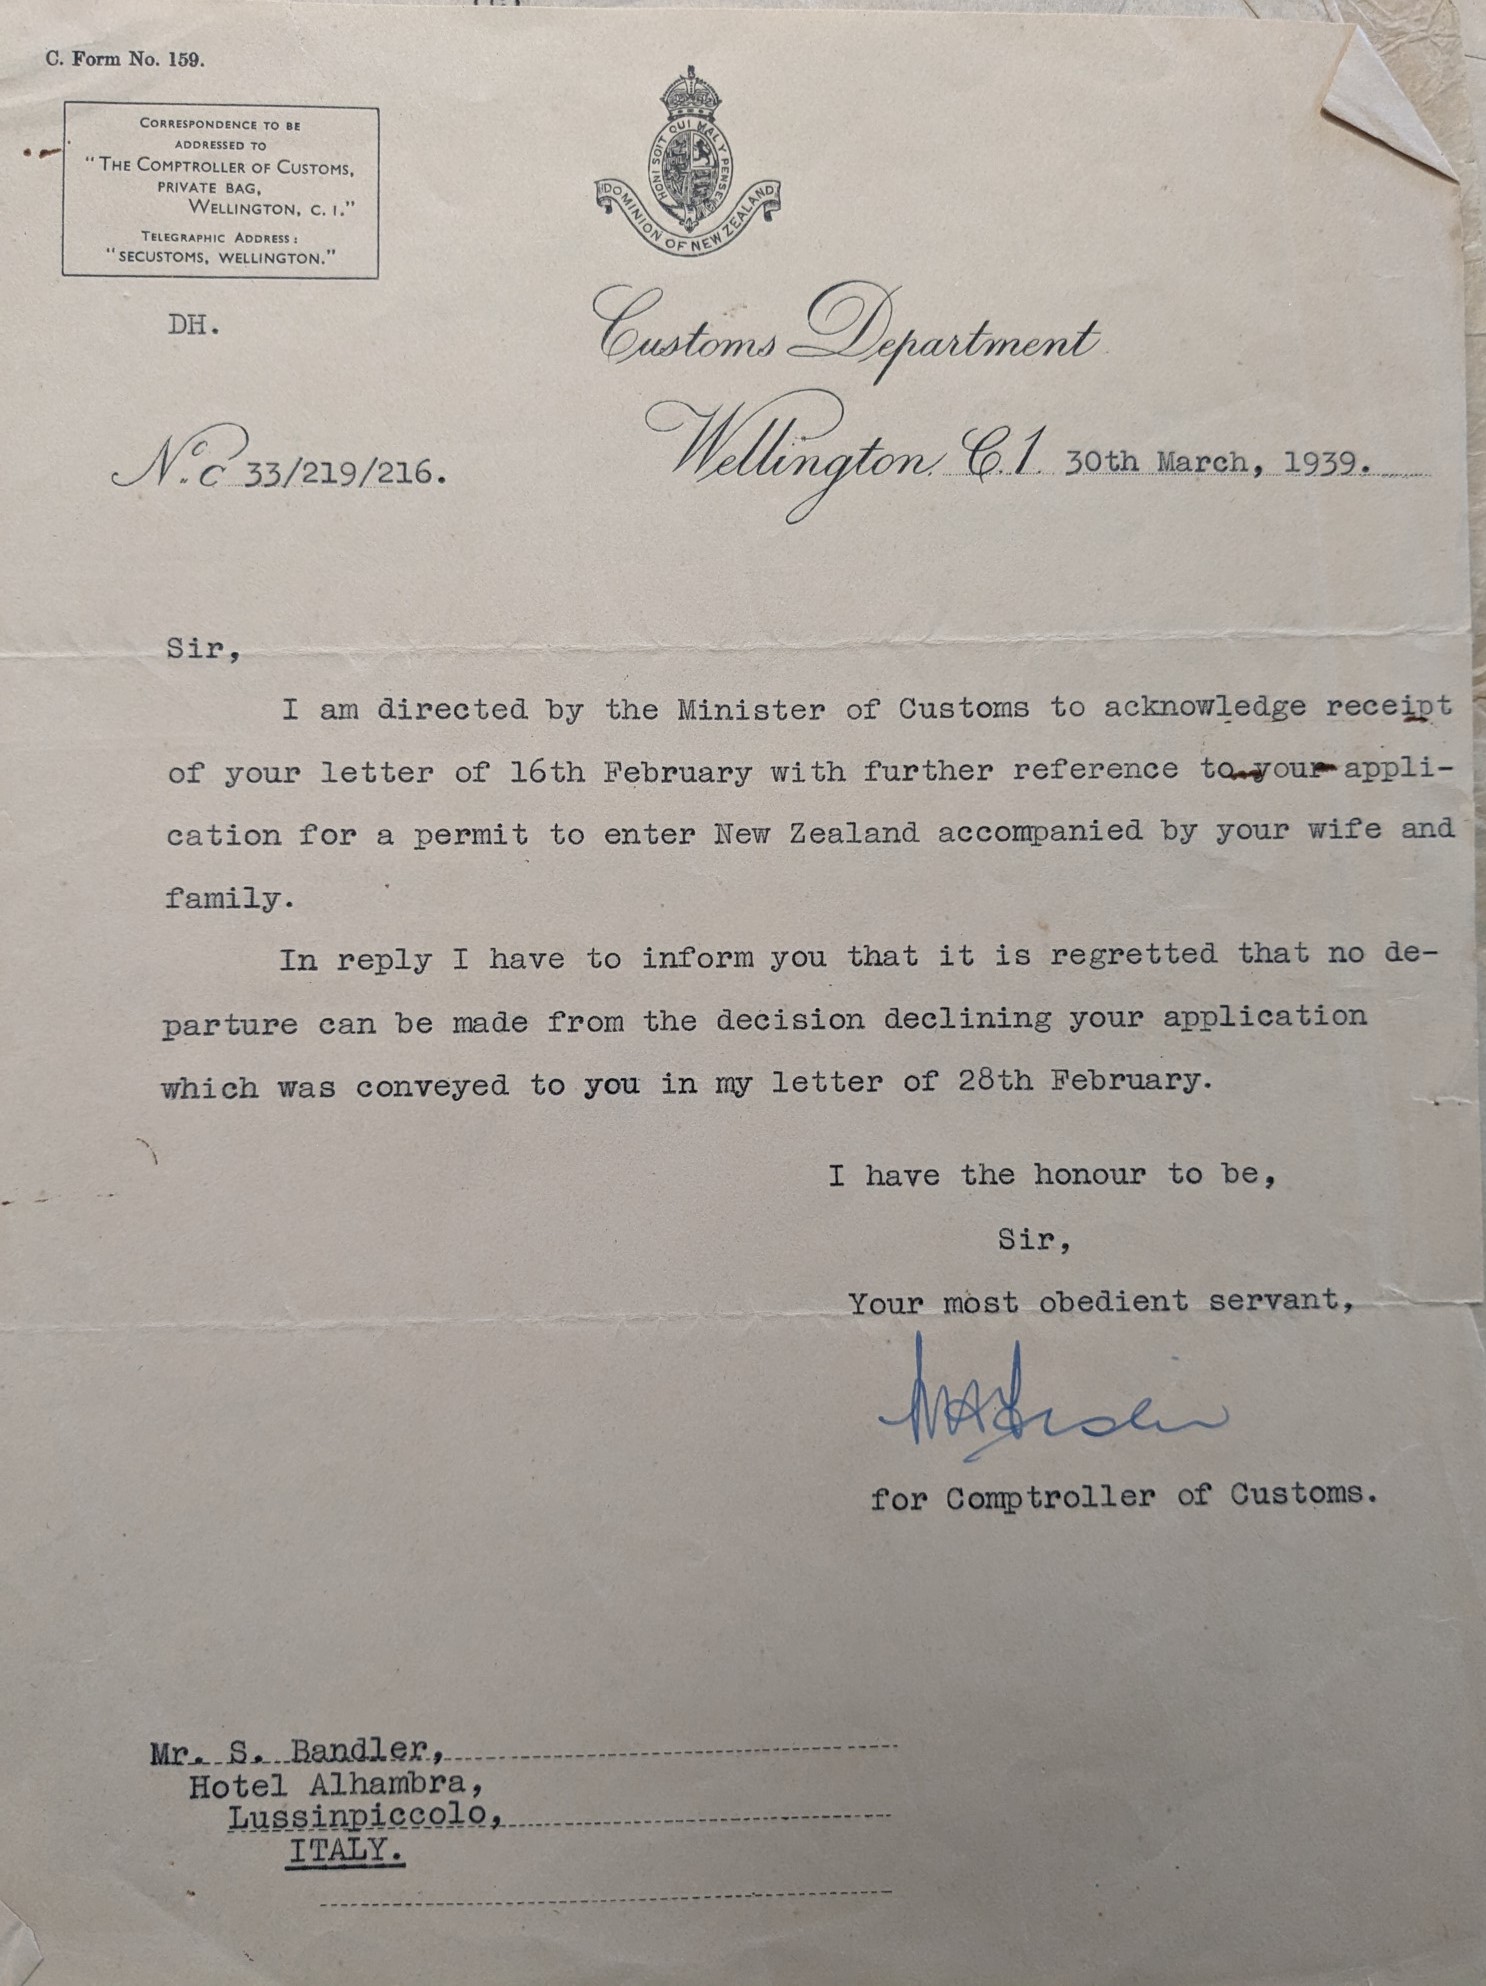 C. Form No. 159.
CORRESPONDENCE TO BE
ADDRESSED TO
"THE COMPTROLLER OF CUSTOMS,
PRIVATE BAG,
WELLINGTON, C. 1."
TELEGRAPHIC ADDRESS:
"SECUSTOMS, WELLINGTON."
HONI SOIT QUI MAL Y PENSE
DOMINION OF NEW ZEALAND
DH.
Customs Department
No. C 33/219/216.
Wellington, C.1. 30th March, 1939.
Sir,
I am directed by the Minister of Customs to acknowledge receipt
of your letter of 16th February with further reference to your appli-
cation for a permit to enter New Zealand accompanied by your wife and
family.
In reply I have to inform you that it is regretted that no de-
parture can be made from the decision declining your application
which was conveyed to you in my letter of 28th February.
I have the honour to be,
Sir,
Your most obedient servant,
for Comptroller of Customs.
Mr. S. Bandler,
Hotel Alhambra,
Lussinpiccolo,
ITALY.